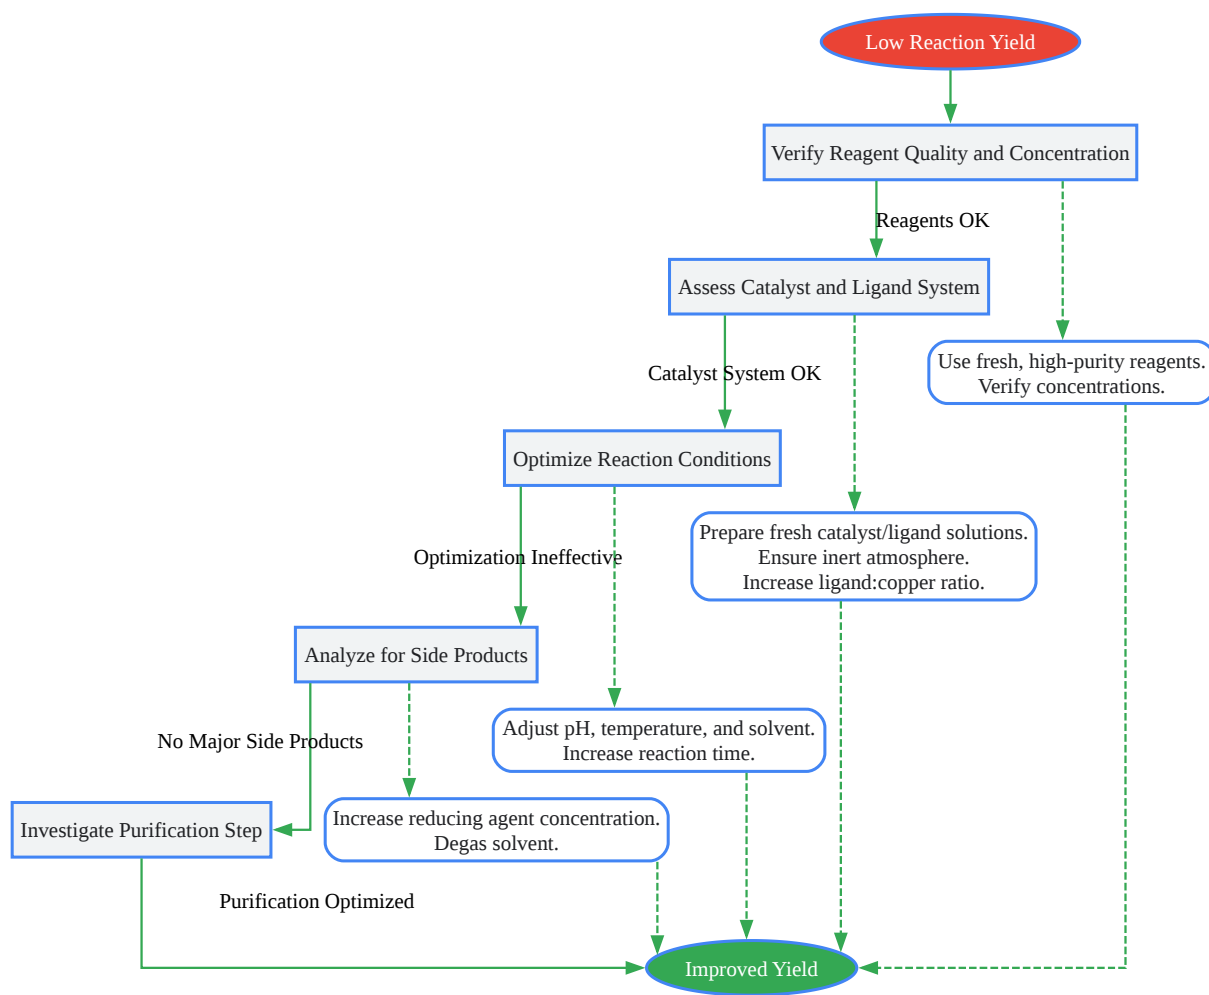 Low Reaction Yield
Verify Reagent Quality and Concentration
Reagents OK
Assess Catalyst and Ligand System
Use fresh, high-purity reagents.
Verify concentrations.
Catalyst System OK
Optimize Reaction Conditions
Prepare fresh catalyst/ligand solutions.
Ensure inert atmosphere.
Increase ligand:copper ratio.
Optimization Ineffective
Analyze for Side Products
Adjust pH, temperature, and solvent.
Increase reaction time.
No Major Side Products
Increase reducing agent concentration.
Degas solvent.
Investigate Purification Step
Purification Optimized
Improved Yield